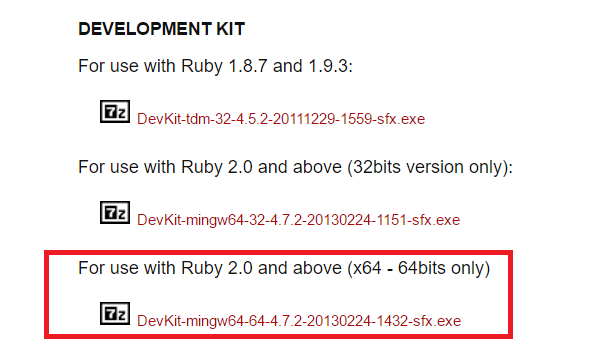 DEVELOPMENT KIT
For use with Ruby 1.8.7 and 1.9.3:
7z DevKit-tdm-32-4.5.2-20111229-1559-sfx.exe
For use with Ruby 2.0 and above (32bits version only):
7z DevKit-mingw64-32-4.7.2-20130224-1151-sfx.exe
For use with Ruby 2.0 and above (x64 - 64bits only)
7z DevKit-mingw64-64-4.7.2-20130224-1432-sfx.exe